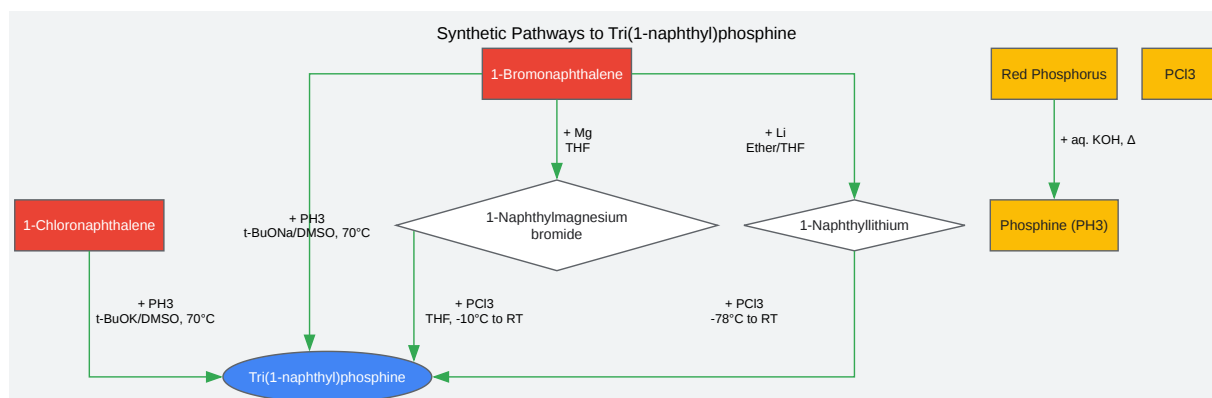 Synthetic Pathways to Tri(1-naphthyl)phosphine
1-Bromonaphthalene
Red Phosphorus
PCl3
+ Mg
THF
+ Li
Ether/THF
+ aq. KOH, Δ
1-Chloronaphthalene
+ PH3
t-BuONa/DMSO, 70°C
1-Naphthylmagnesium
bromide
1-Naphthyllithium
Phosphine (PH3)
+ PH3
t-BuOK/DMSO, 70°C
+ PCl3
THF, -10°C to RT
+ PCl3
-78°C to RT
Tri(1-naphthyl)phosphine